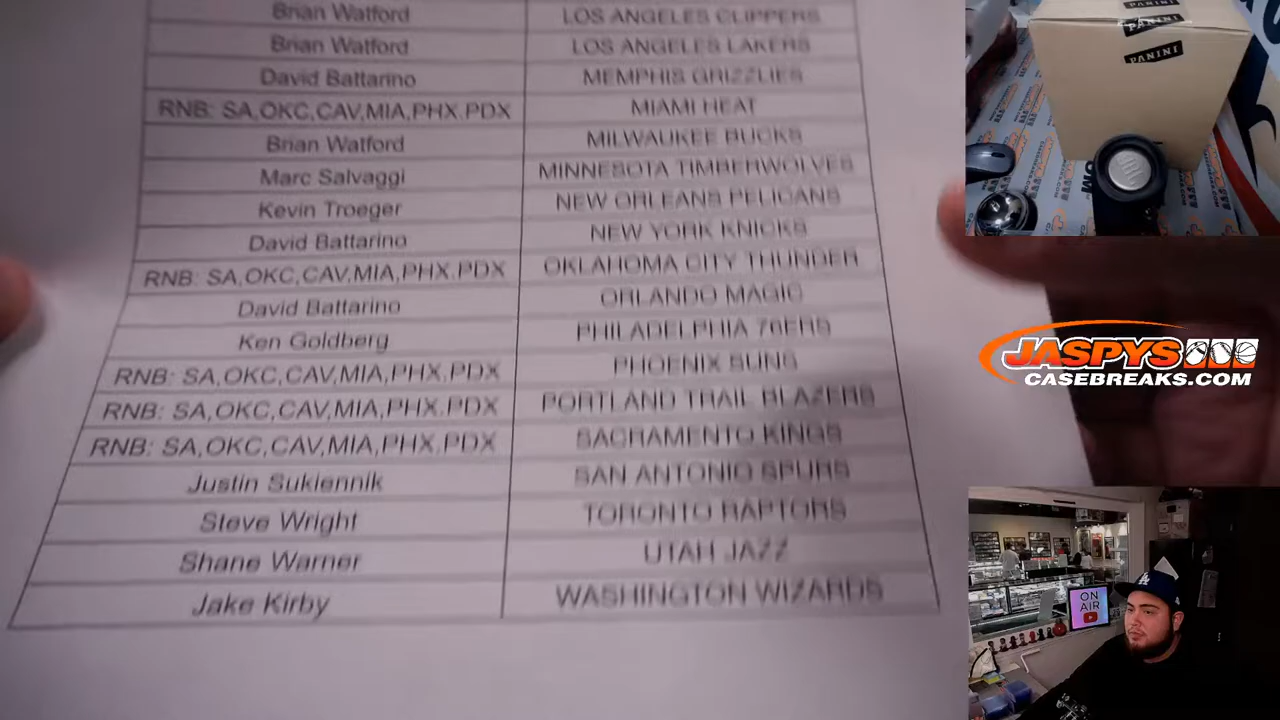 Brian Watford LOS ANGELES CLIPPERS
Brian Watford LOS ANGELES LAKERS
David Battarino MEMPHIS GRIZZLIES
RNB: SA,OKC,CAV,MIA,PHX.PDX MIAMI HEAT
Brian Watford MILWAUKEE BUCKS
Marc Salvaggi MINNESOTA TIMBERWOLVES
Kevin Troeger NEW ORLEANS PELICANS
David Battarino NEW YORK KNICKS
RNB: SA,OKC,CAV,MIA,PHX.PDX OKLAHOMA CITY THUNDER
David Battarino ORLANDO MAGIC
Ken Goldberg PHILADELPHIA 76ERS
RNB: SA,OKC,CAV,MIA,PHX.PDX PHOENIX SUNS
RNB: SA,OKC,CAV,MIA,PHX.PDX PORTLAND TRAIL BLAZERS
RNB: SA,OKC,CAV,MIA,PHX.PDX SACRAMENTO KINGS
Justin Sukiennik SAN ANTONIO SPURS
Steve Wright TORONTO RAPTORS
Shane Warner UTAH JAZZ
Jake Kirby WASHINGTON WIZARDS
PANINI
PANINI
PANINI
JBL
JASPYS
CASEBREAKS.COM
ON
AIR
LA